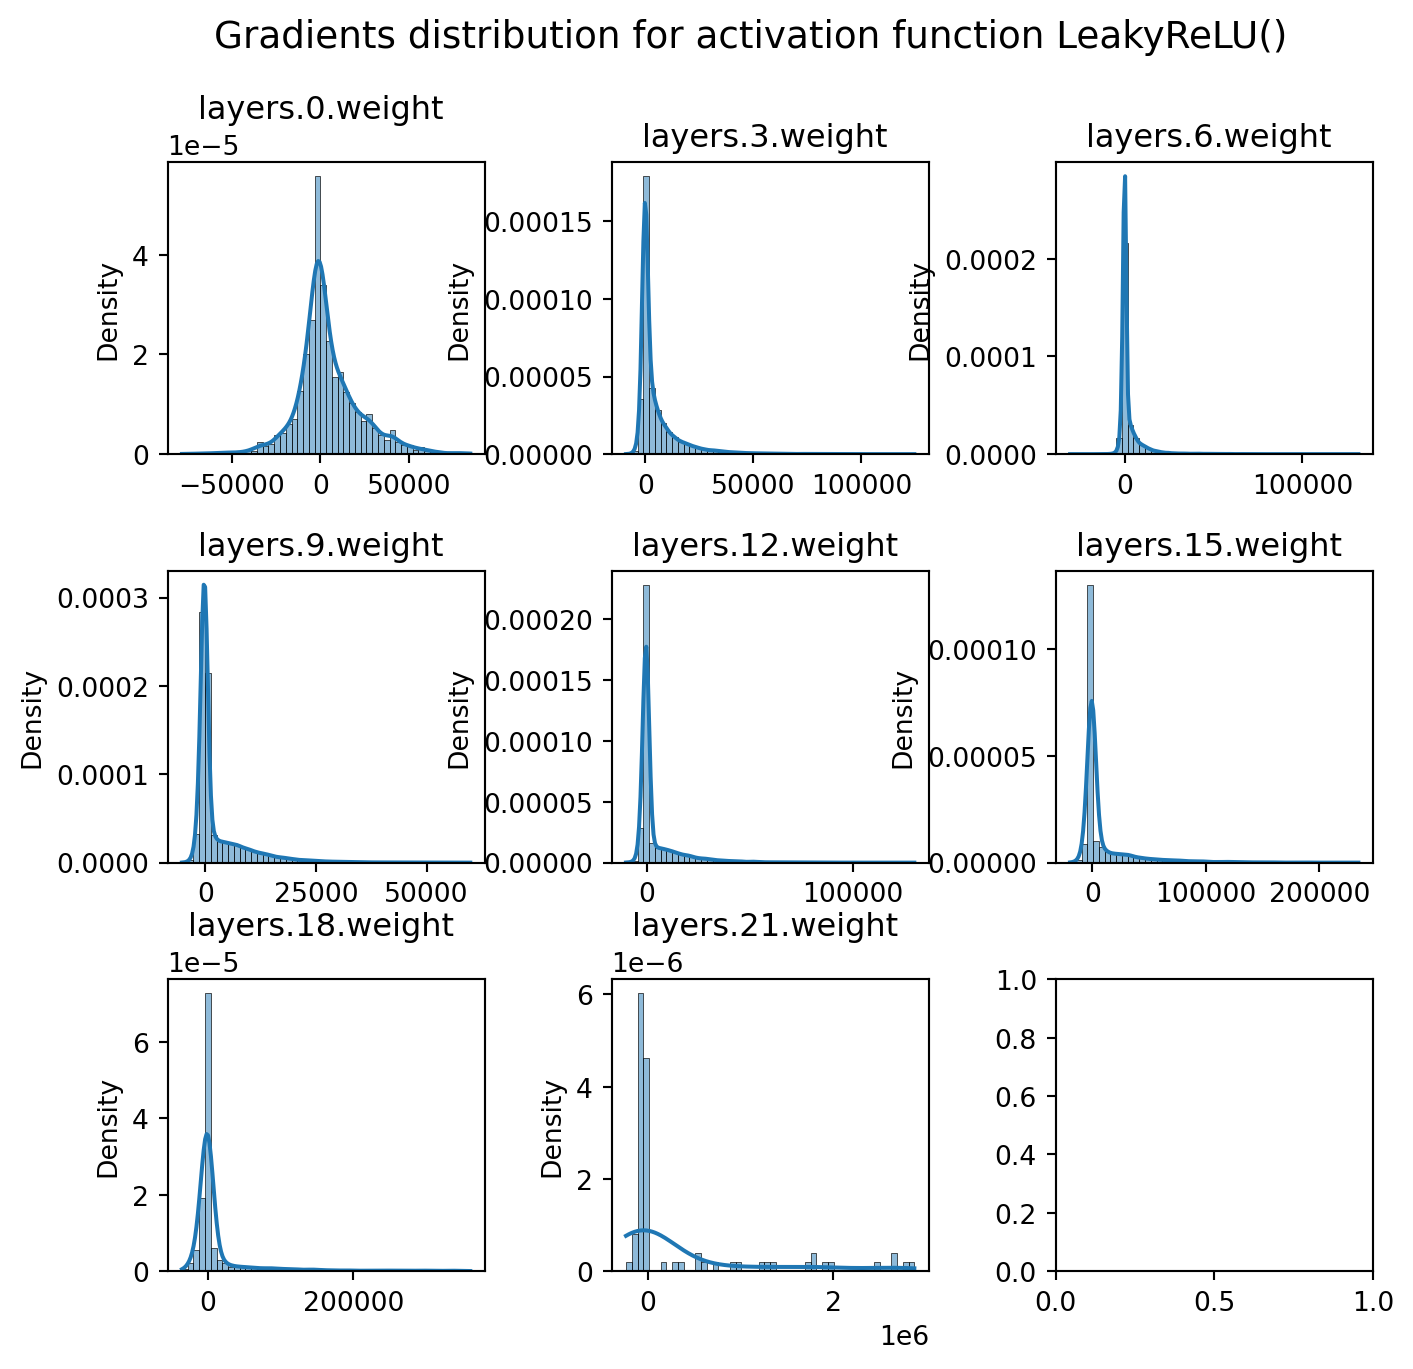 Gradients distribution for activation function LeakyReLU()
layers.0.weight
1e−5
Density
4
2
0
−50000 0 50000
layers.3.weight
Density
0.00015
0.00010
0.00005
0.00000
0 50000 100000
layers.6.weight
Density
0.0002
0.0001
0.0000
0 100000
layers.9.weight
Density
0.0003
0.0002
0.0001
0.0000
0 25000 50000
layers.12.weight
Density
0.00020
0.00015
0.00010
0.00005
0.00000
0 100000
layers.15.weight
Density
0.00010
0.00005
0.00000
0 100000 200000
layers.18.weight
1e−5
Density
6
4
2
0
0 200000
layers.21.weight
1e−6
Density
6
4
2
0
0 2
1e6
1.0
0.8
0.6
0.4
0.2
0.0
0.0 0.5 1.0